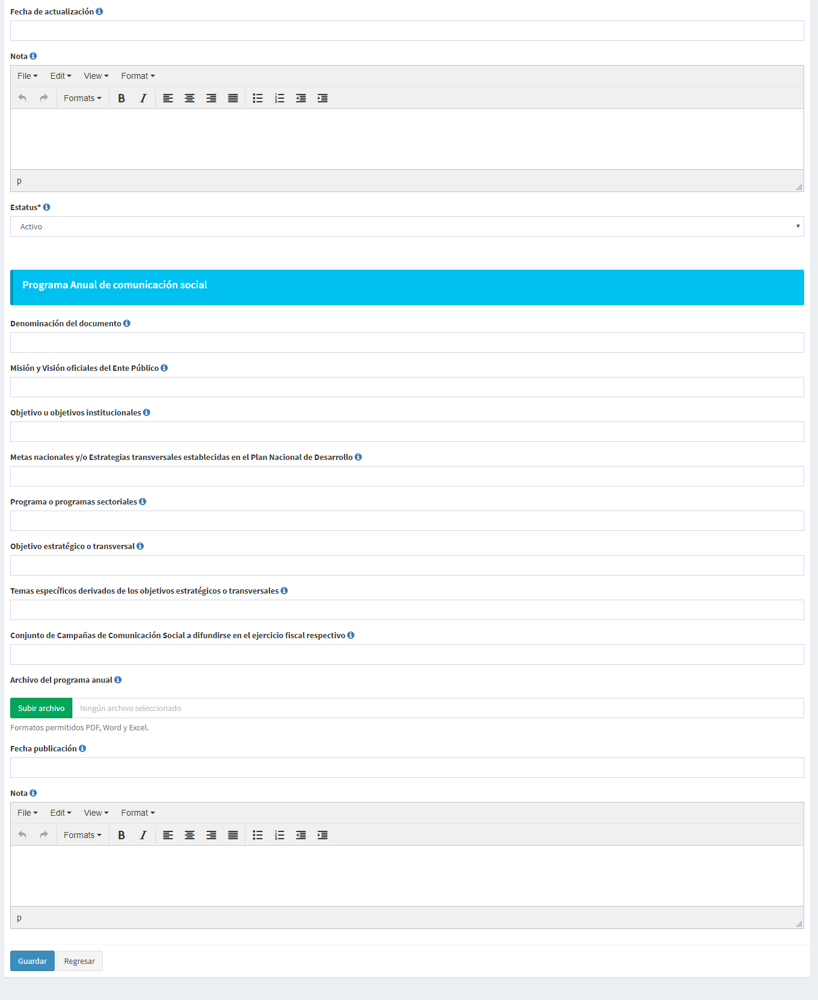 Fecha de actualización
Nota
File Edit View Format
Formats B I
p
Estatus*
Activo
Programa Anual de comunicación social
Denominación del documento
Misión y Visión oficiales del Ente Público
Objetivo u objetivos institucionales
Metas nacionales y/o Estrategias transversales establecidas en el Plan Nacional de Desarrollo
Programa o programas sectoriales
Objetivo estratégico o transversal
Temas específicos derivados de los objetivos estratégicos o transversales
Conjunto de Campañas de Comunicación Social a difundirse en el ejercicio fiscal respectivo
Archivo del programa anual
Subir archivo Ningún archivo seleccionado
Formatos permitidos PDF, Word y Excel.
Fecha publicación
Nota
File Edit View Format
Formats B I
p
Guardar Regresar